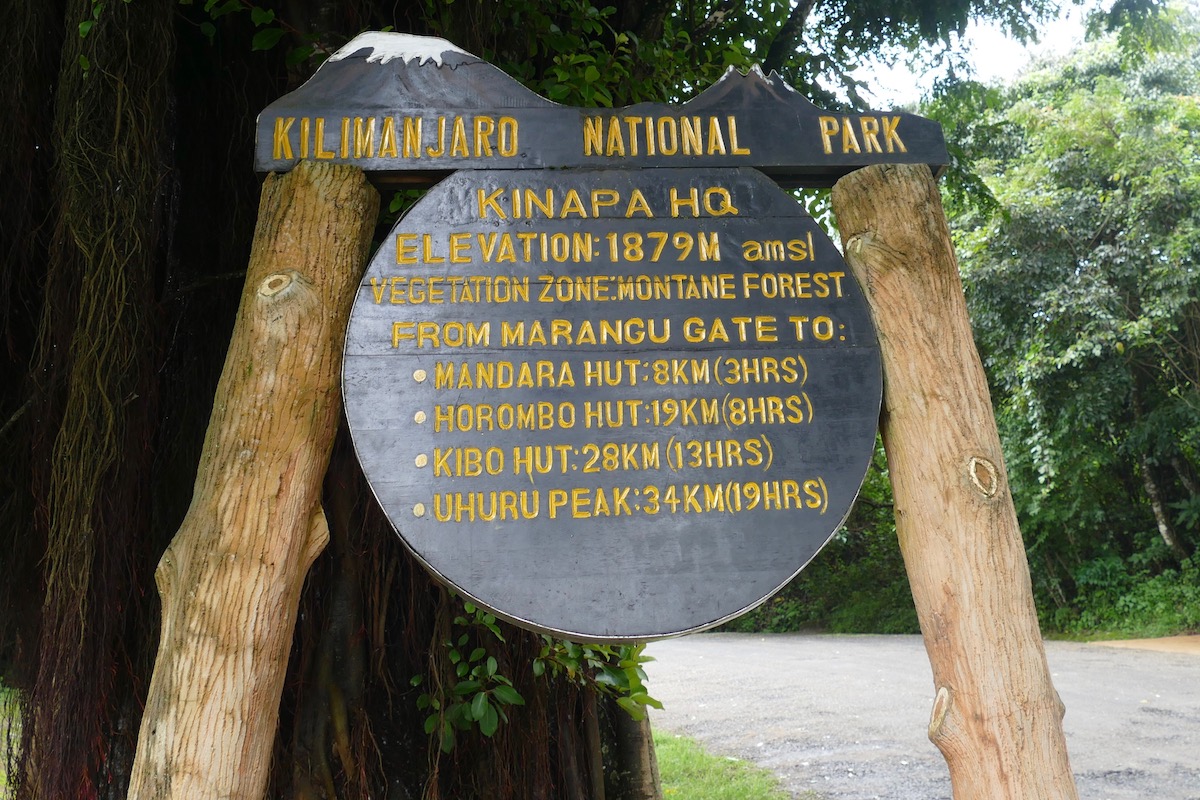 KILIMANJARO NATIONAL PARK
KINAPA HQ
ELEVATION:1879M amsl
VEGETATION ZONE:MONTANE FOREST
FROM MARANGU GATE TO:
• MANDARA HUT:8KM(3HRS)
• HOROMBO HUT:19KM(8HRS)
• KIBO HUT:28KM(13HRS)
• UHURU PEAK:34KM(19HRS)